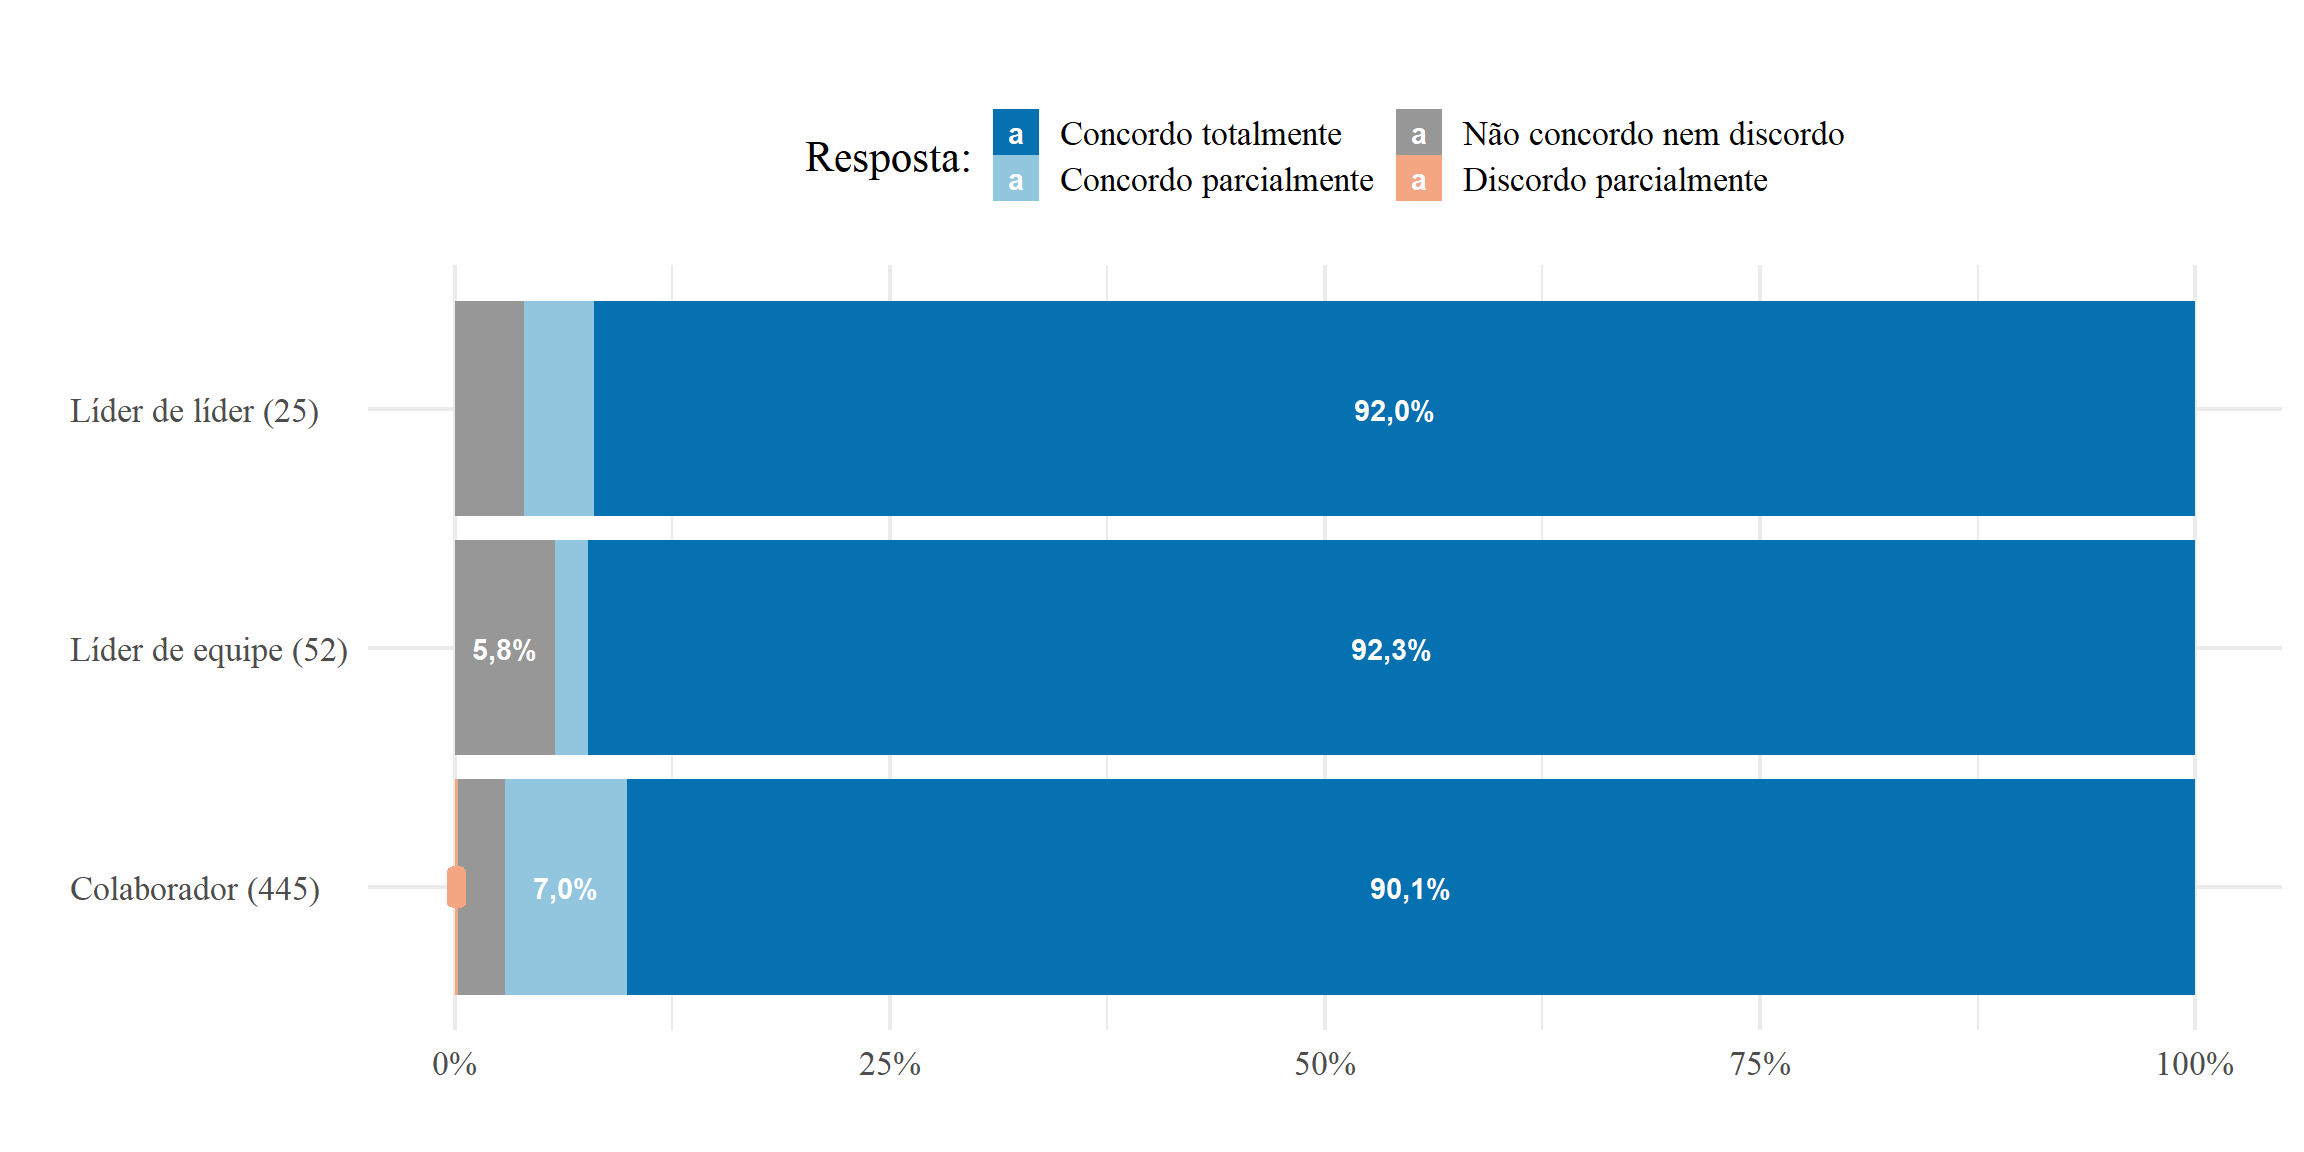 Resposta:
a Concordo totalmente
a Não concordo nem discordo
a Concordo parcialmente
a Discordo parcialmente
Líder de líder (25)
92,0%
Líder de equipe (52)
5,8%
92,3%
Colaborador (445)
7,0%
90,1%
0%
25%
50%
75%
100%